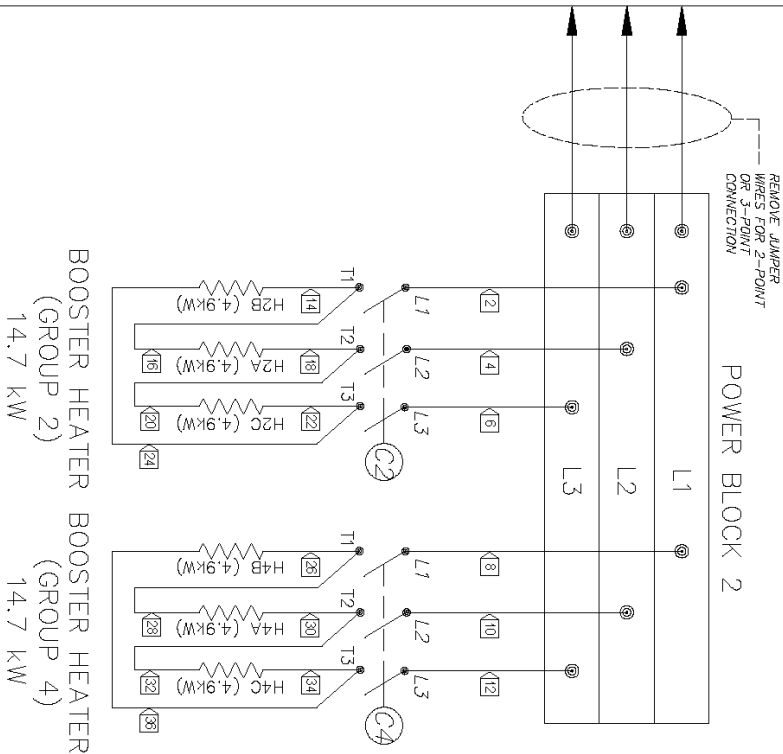 REMOVE JUMPER
WIRES FOR 2-POINT
OR 3-POINT
CONNECTION
POWER BLOCK 2
L1
L2
L3
2
4
6
8
10
12
L1
L2
L3
C2
T1
T2
T3
14
18
22
H2B (4.9kW)
H2A (4.9kW)
H2C (4.9kW)
16
20
24
BOOSTER HEATER
(GROUP 2)
14.7 kW
L1
L2
L3
C4
T1
T2
T3
26
30
34
H4B (4.9kW)
H4A (4.9kW)
H4C (4.9kW)
28
32
36
BOOSTER HEATER
(GROUP 4)
14.7 kW